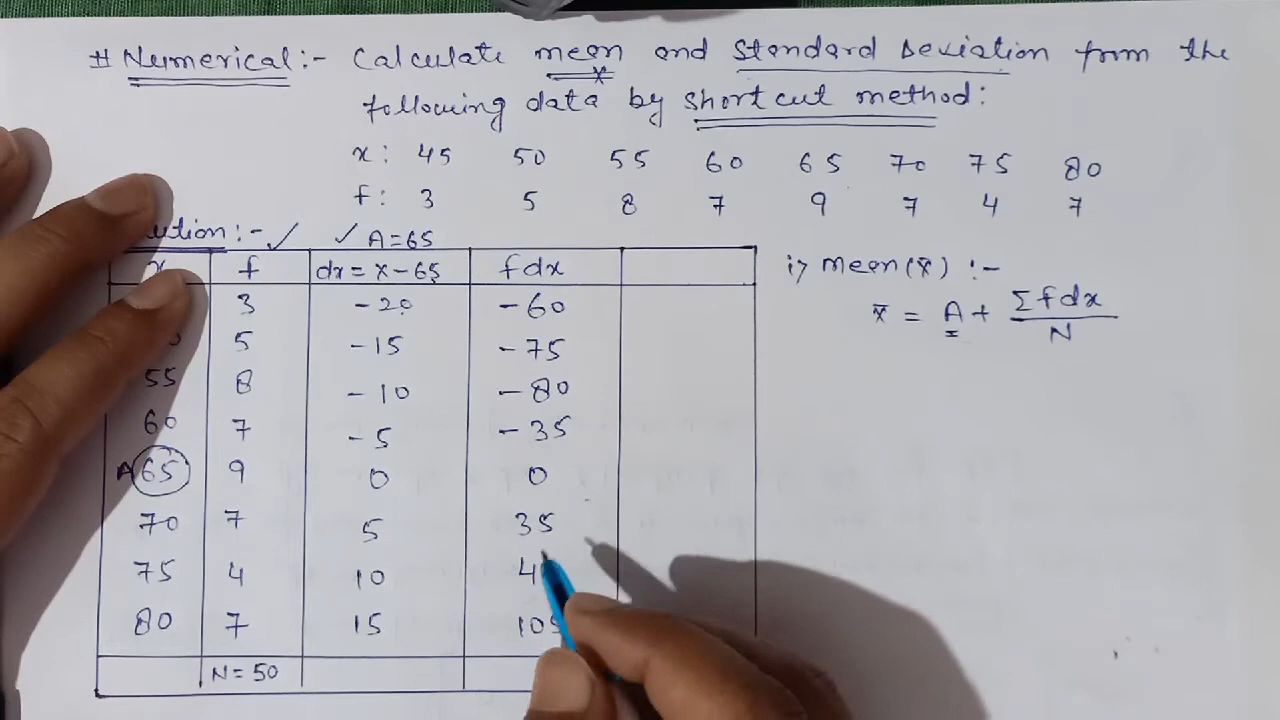 # Numerical:- Calculate mean and Standard Deviation from the
following data by shortcut method:
x: 45 50 55 60 65 70 75 80
f: 3 5 8 7 9 7 4 7
✓ ✓ A=65
x f dx = x-65 fdx
3 -20 -60
5 -15 -75
55 8 -10 -80
60 7 -5 -35
A 65 9 0 0
70 7 5 35
75 4 10
80 7 15 105
N = 50
i) Mean (x̄) :-
x̄ = A + Σfdx / N